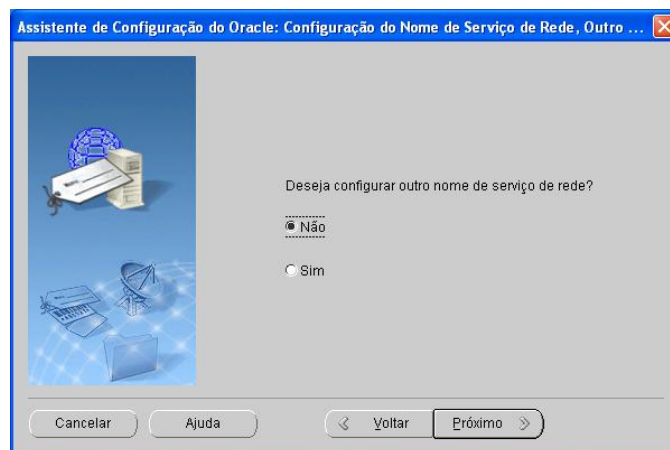 Assistente de Configuração do Oracle: Configuração do Nome de Serviço de Rede, Outro ...
Deseja configurar outro nome de serviço de rede?
Não
Sim
Cancelar
Ajuda
Voltar
Próximo